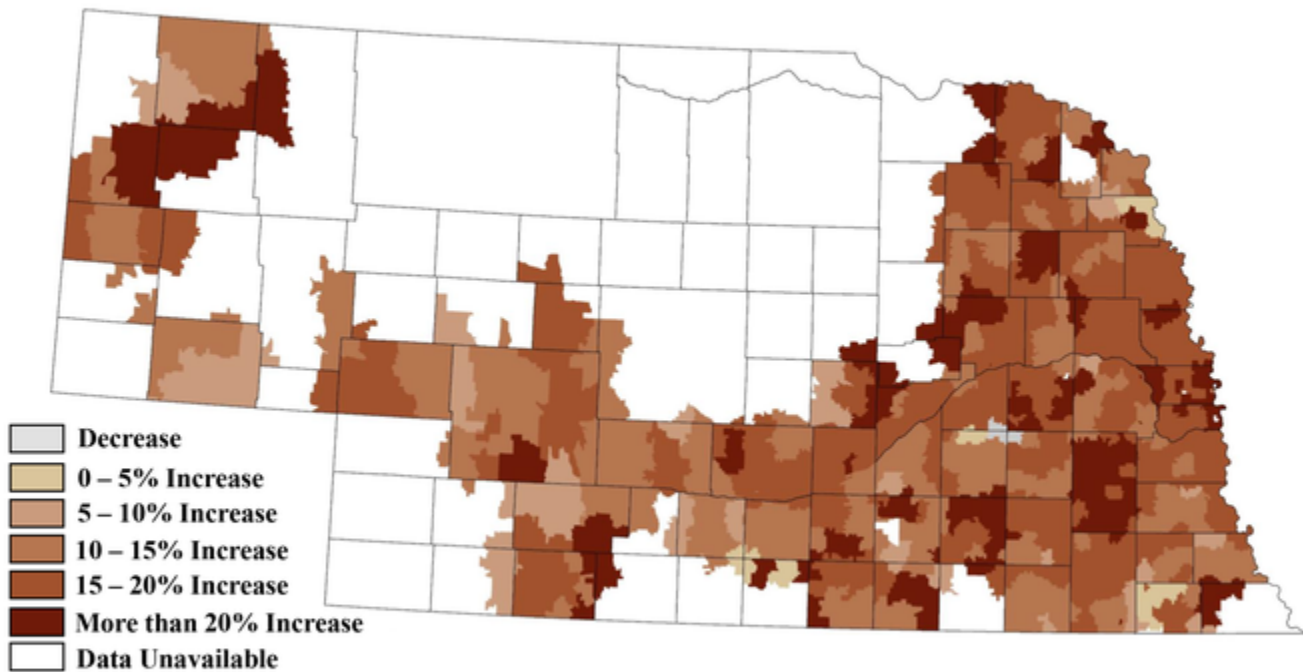 Decrease
0 – 5% Increase
5 – 10% Increase
10 – 15% Increase
15 – 20% Increase
More than 20% Increase
Data Unavailable